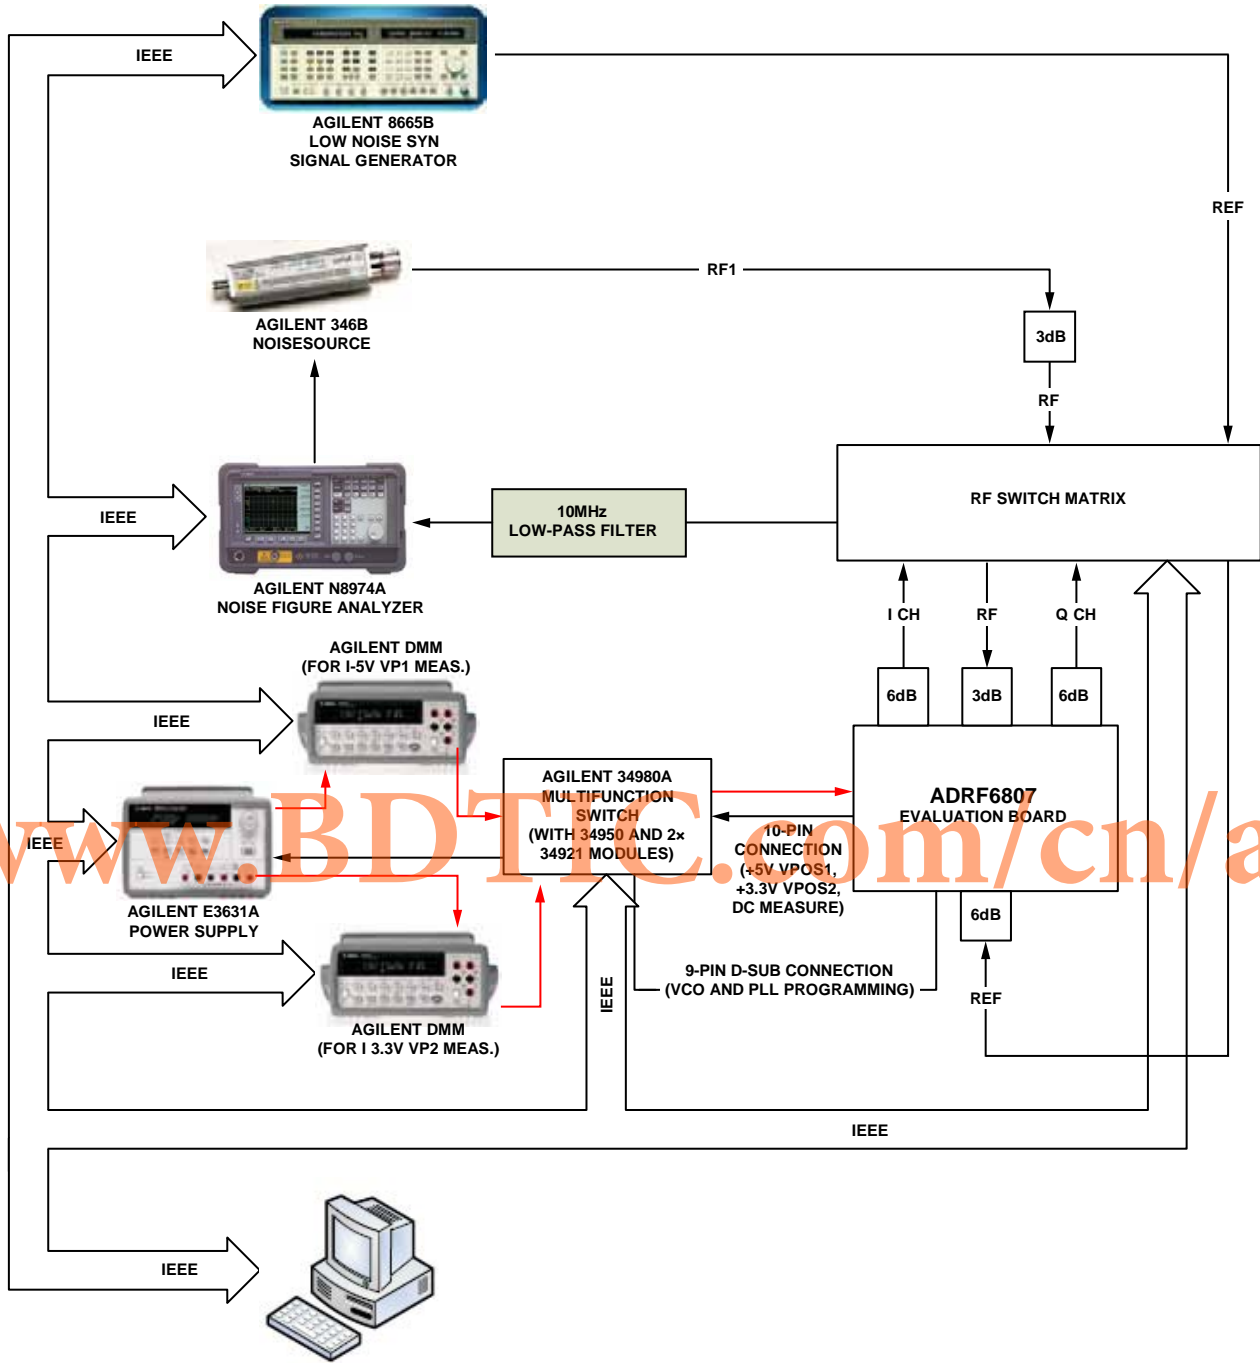 IEEE
AGILENT 8665B
LOW NOISE SYN
SIGNAL GENERATOR
REF
RF1
AGILENT 346B
NOISESOURCE
3dB
RF
IEEE
10MHz
LOW-PASS FILTER
RF SWITCH MATRIX
AGILENT N8974A
NOISE FIGURE ANALYZER
I CH
RF
Q CH
AGILENT DMM
(FOR I-5V VP1 MEAS.)
6dB
3dB
6dB
IEEE
AGILENT 34980A
MULTIFUNCTION
SWITCH
(WITH 34950 AND 2×
34921 MODULES)
ADRF6807
EVALUATION BOARD
IEEE
10-PIN
CONNECTION
(+5V VPOS1,
+3.3V VPOS2,
DC MEASURE)
www.BDTIC.com/cn/a
AGILENT E3631A
POWER SUPPLY
6dB
IEEE
9-PIN D-SUB CONNECTION
(VCO AND PLL PROGRAMMING)
IEEE
REF
AGILENT DMM
(FOR I 3.3V VP2 MEAS.)
IEEE
IEEE